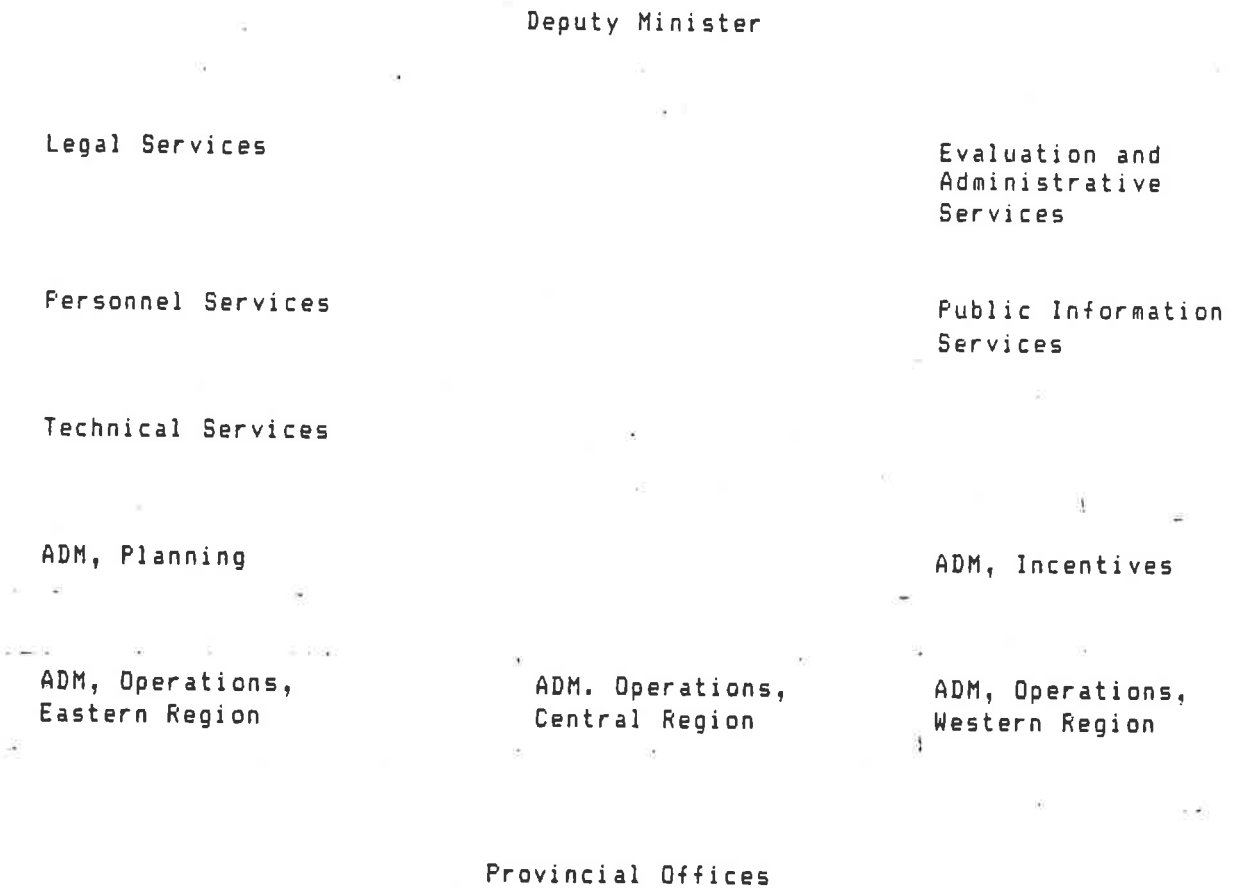 Deputy Minister
Legal Services
Evaluation and
Administrative
Services
Personnel Services
Public Information
Services
Technical Services
ADM, Planning
ADM, Incentives
ADM, Operations,
Eastern Region
ADM. Operations,
Central Region
ADM, Operations,
Western Region
Provincial Offices